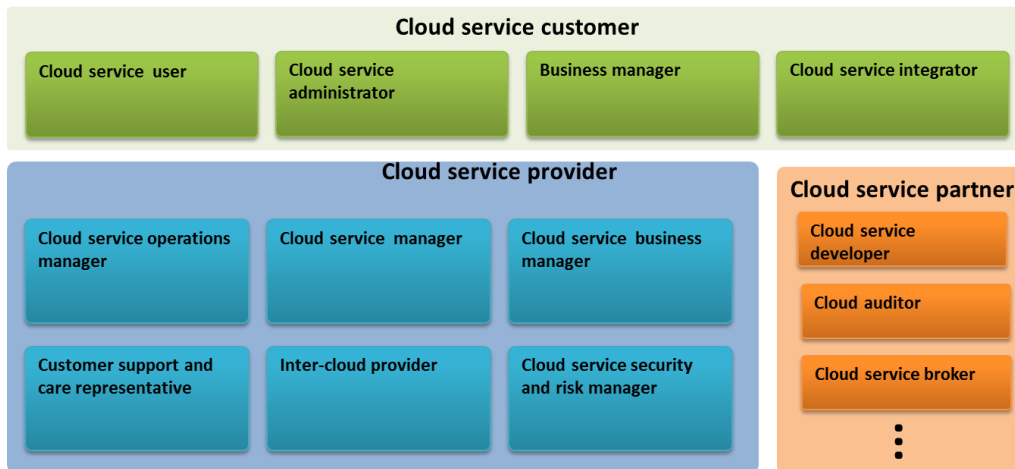 Cloud service customer
Cloud service user
Cloud service
administrator
Business manager
Cloud service integrator
Cloud service provider
Cloud service operations
manager
Cloud service manager
Cloud service business
manager
Customer support and
care representative
Inter-cloud provider
Cloud service security
and risk manager
Cloud service partner
Cloud service
developer
Cloud auditor
Cloud service broker